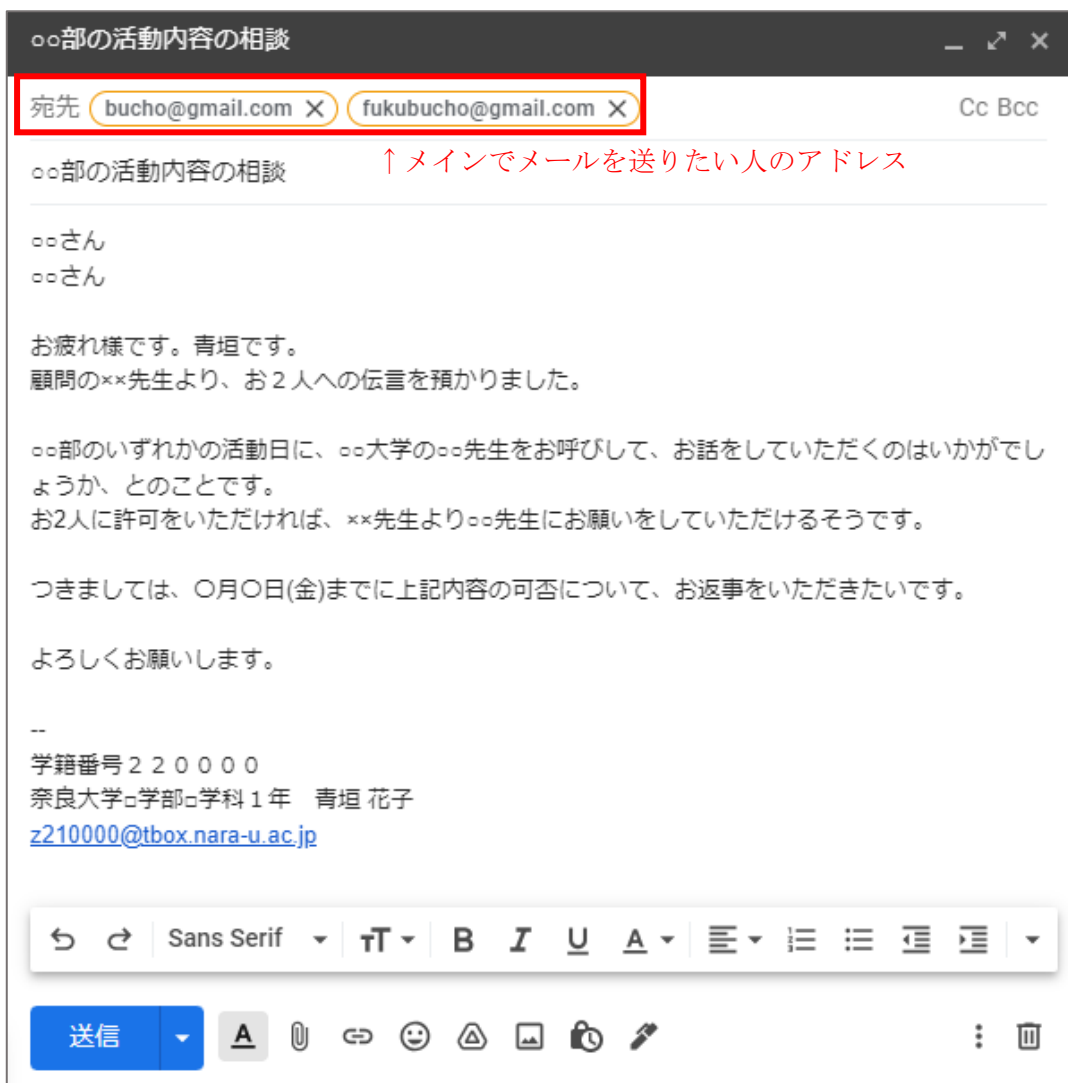 ○○部の活動内容の相談
宛先 bucho@gmail.com fukubucho@gmail.com Cc Bcc
↑メインでメールを送りたい人のアドレス
○○部の活動内容の相談
○○さん
○○さん
お疲れ様です。青垣です。
顧問の××先生より、お２人への伝言を預かりました。
○○部のいずれかの活動日に、○○大学の○○先生をお呼びして、お話をしていただくのはいかがでし
ょうか、とのことです。
お2人に許可をいただければ、××先生より○○先生にお願いをしていただけるそうです。
つきましては、〇月〇日(金)までに上記内容の可否について、お返事をいただきたいです。
よろしくお願いします。
--
学籍番号２２００００
奈良大学□学部□学科１年　青垣 花子
z210000@tbox.nara-u.ac.jp
Sans Serif
送信